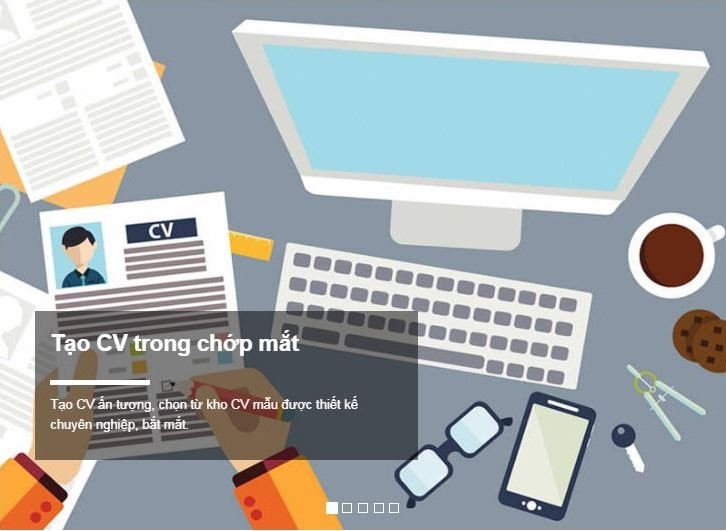 CV
Tạo CV trong chớp mắt
Tạo CV ấn tượng, chọn từ kho CV mẫu được thiết kế
chuyên nghiệp, bắt mắt.